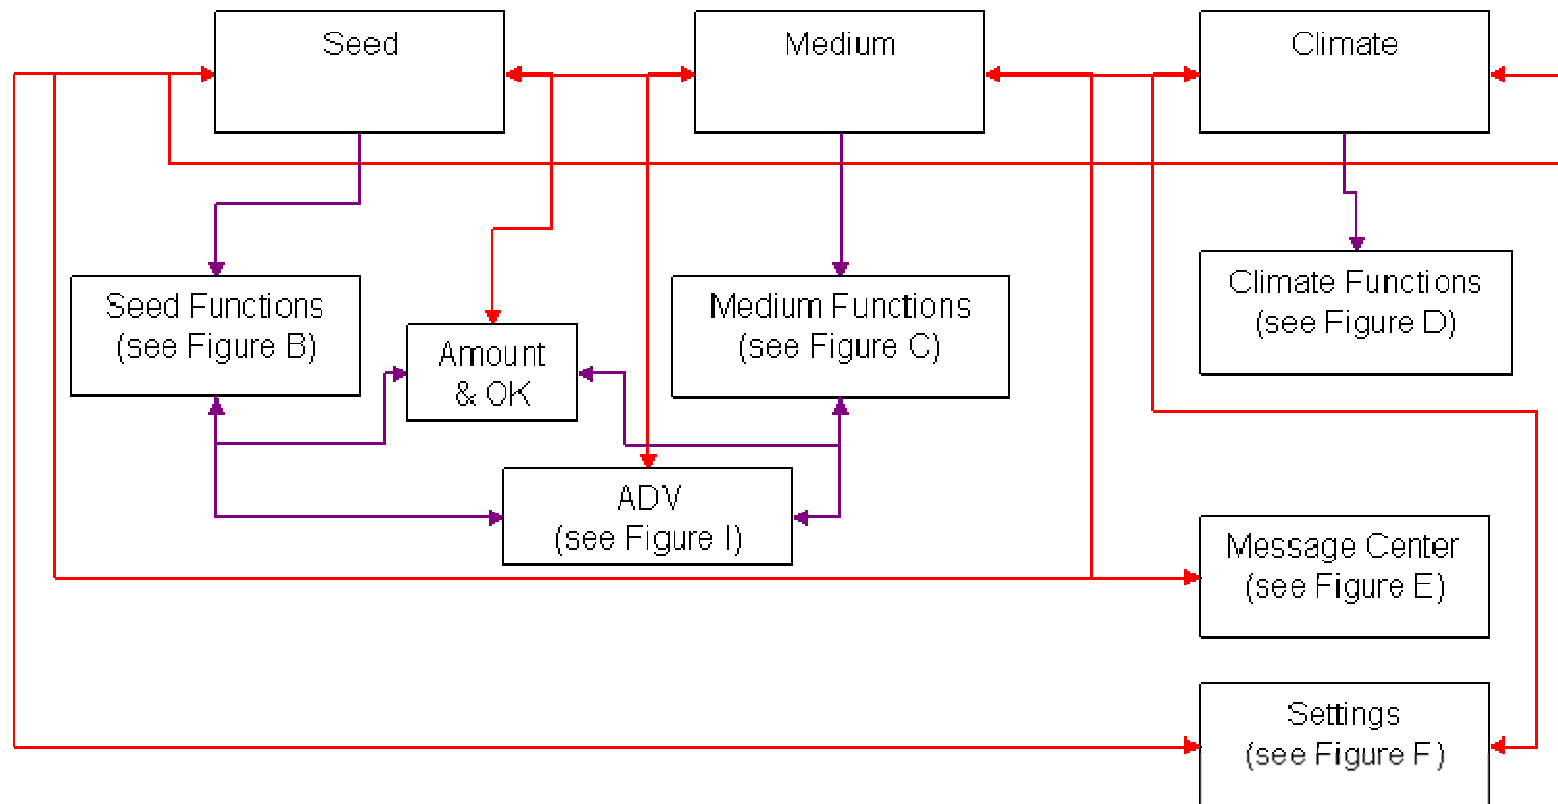 Seed
Medium
Climate
Seed Functions
(see Figure B)
Amount
& OK
Medium Functions
(see Figure C)
Climate Functions
(see Figure D)
ADV
(see Figure I)
Message Center
(see Figure E)
Settings
(see Figure F)